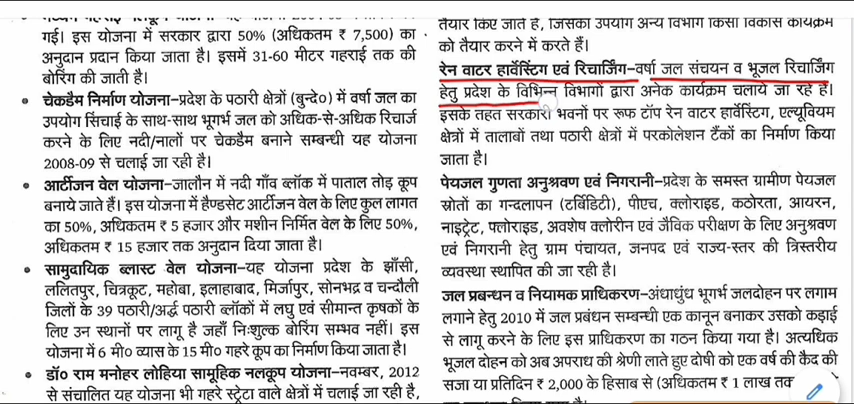 गई। इस योजना में सरकार द्वारा 50% (अधिकतम ₹ 7,500) का
अनुदान प्रदान किया जाता है। इसमें 31-60 मीटर गहराई तक की
बोरिंग की जाती है।
• चेकडैम निर्माण योजना–प्रदेश के पठारी क्षेत्रों (बुन्दे०) में वर्षा जल का
उपयोग सिंचाई के साथ-साथ भूगर्भ जल को अधिक-से-अधिक रिचार्ज
करने के लिए नदी/नालों पर चेकडैम बनाने सम्बन्धी यह योजना
2008-09 से चलाई जा रही है।
• आर्टीजन वेल योजना–जालौन में नदी गाँव ब्लॉक में पाताल तोड़ कूप
बनाये जाते हैं। इस योजना में हैण्डसेट आर्टीजन वेल के लिए कुल लागत
का 50%, अधिकतम ₹ 5 हजार और मशीन निर्मित वेल के लिए 50%,
अधिकतम ₹ 15 हजार तक अनुदान दिया जाता है।
• सामुदायिक ब्लास्ट वेल योजना–यह योजना प्रदेश के झाँसी,
ललितपुर, चित्रकूट, महोबा, इलाहाबाद, मिर्जापुर, सोनभद्र व चन्दौली
जिलों के 39 पठारी/अर्द्ध पठारी ब्लॉकों में लघु एवं सीमान्त कृषकों के
लिए उन स्थानों पर लागू है जहाँ निःशुल्क बोरिंग सम्भव नहीं। इस
योजना में 6 मी० व्यास के 15 मी० गहरे कूप का निर्माण किया जाता है।
• डॉ० राम मनोहर लोहिया सामूहिक नलकूप योजना–नवम्बर, 2012
से संचालित यह योजना भी गहरे स्ट्रेटा वाले क्षेत्रों में चलाई जा रही है,
तैयार किए जाते हैं, जिसका उपयोग अन्य विभाग किसी विकास कार्यक्रम
को तैयार करने में करते हैं।
रेन वाटर हार्वेस्टिंग एवं रिचार्जिंग–वर्षा जल संचयन व भूजल रिचार्जिंग
हेतु प्रदेश के विभिन्न विभागों द्वारा अनेक कार्यक्रम चलाये जा रहे हैं।
इसके तहत सरकारी भवनों पर रूफ टॉप रेन वाटर हार्वेस्टिंग, एल्यूवियम
क्षेत्रों में तालाबों तथा पठारी क्षेत्रों में परकोलेशन टैंकों का निर्माण किया
जाता है।
पेयजल गुणता अनुश्रवण एवं निगरानी–प्रदेश के समस्त ग्रामीण पेयजल
स्रोतों का गन्दलापन (टर्बिडिटी), पीएच, क्लोराइड, कठोरता, आयरन,
नाइट्रेट, फ्लोराइड, अवशेष क्लोरीन एवं जैविक परीक्षण के लिए अनुश्रवण
एवं निगरानी हेतु ग्राम पंचायत, जनपद एवं राज्य-स्तर की त्रिस्तरीय
व्यवस्था स्थापित की जा रही है।
जल प्रबन्धन व नियामक प्राधिकरण–अंधाधुंध भूगर्भ जलदोहन पर लगाम
लगाने हेतु 2010 में जल प्रबंधन सम्बन्धी एक कानून बनाकर उसको कड़ाई
से लागू करने के लिए इस प्राधिकरण का गठन किया गया है। अत्यधिक
भूजल दोहन को अब अपराध की श्रेणी लाते हुए दोषी को एक वर्ष की कैद की
सजा या प्रतिदिन ₹ 2,000 के हिसाब से (अधिकतम ₹ 1 लाख तक